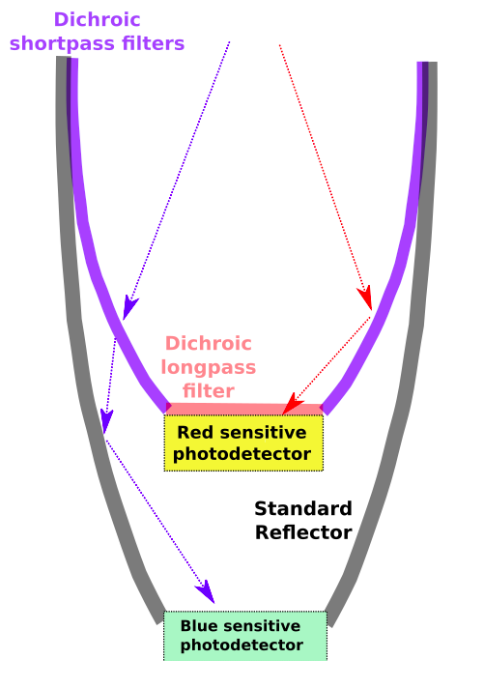 Dichroic
shortpass filters
Dichroic
longpass
filter
Red sensitive
photodetector
Standard
Reflector
Blue sensitive
photodetector